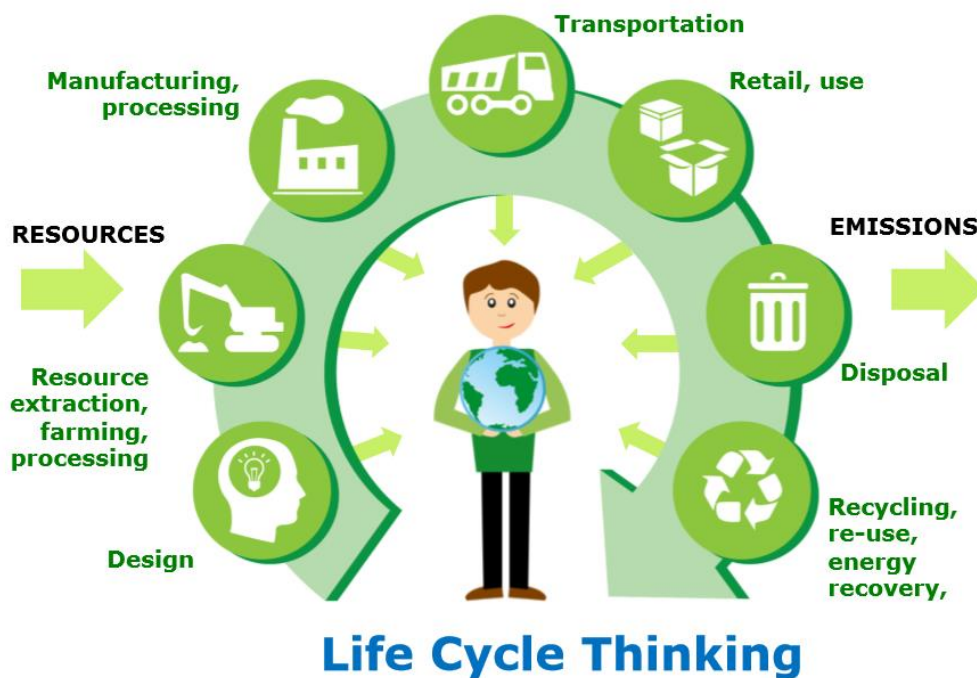 Transportation
Manufacturing,
processing
Retail, use
RESOURCES
EMISSIONS
Resource
extraction,
farming,
processing
Disposal
Design
Recycling,
re-use,
energy
recovery,
Life Cycle Thinking